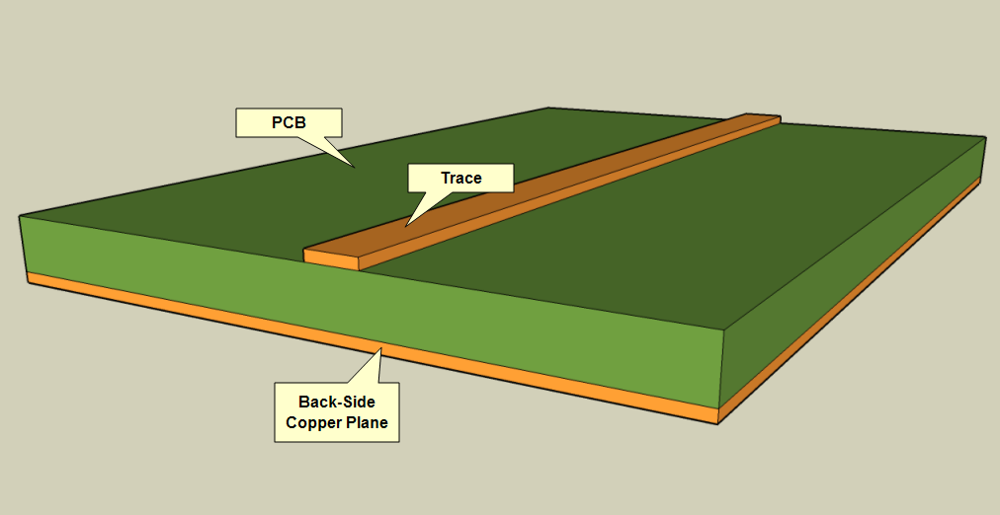 PCB
Trace
Back-Side
Copper Plane